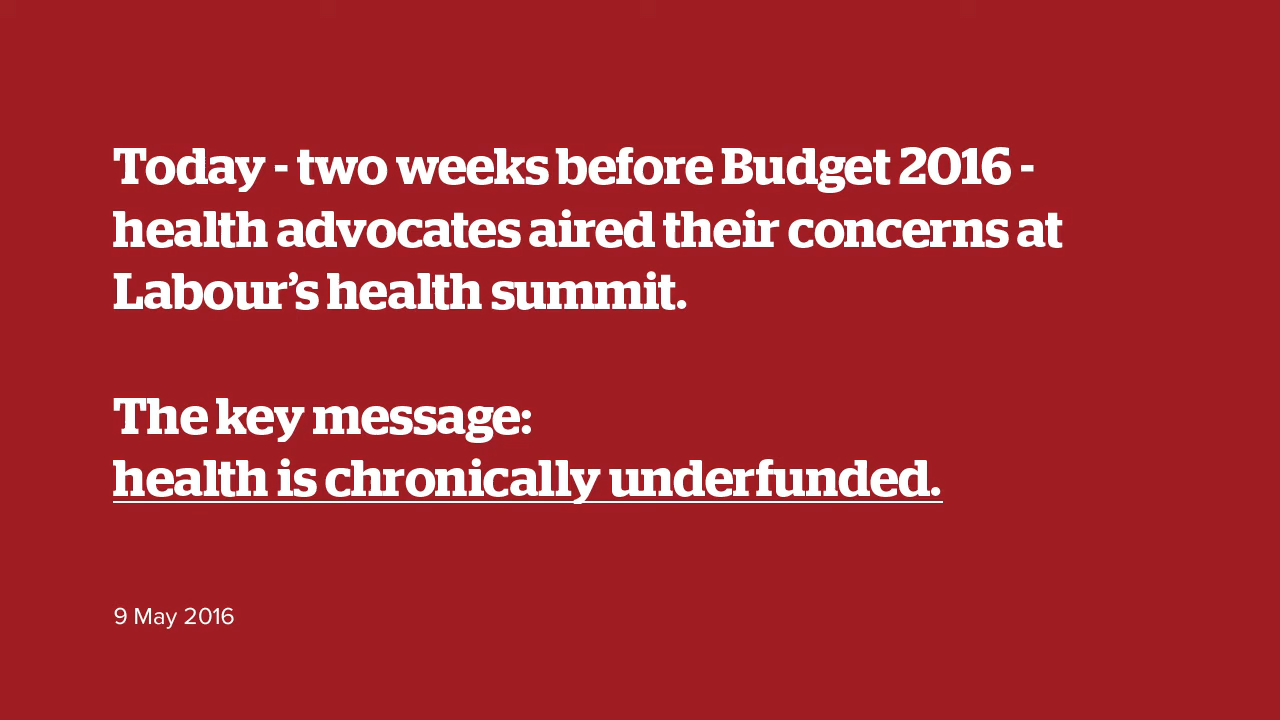 Today - two weeks before Budget 2016 -
health advocates aired their concerns at
Labour’s health summit.
The key message:
health is chronically underfunded.
9 May 2016